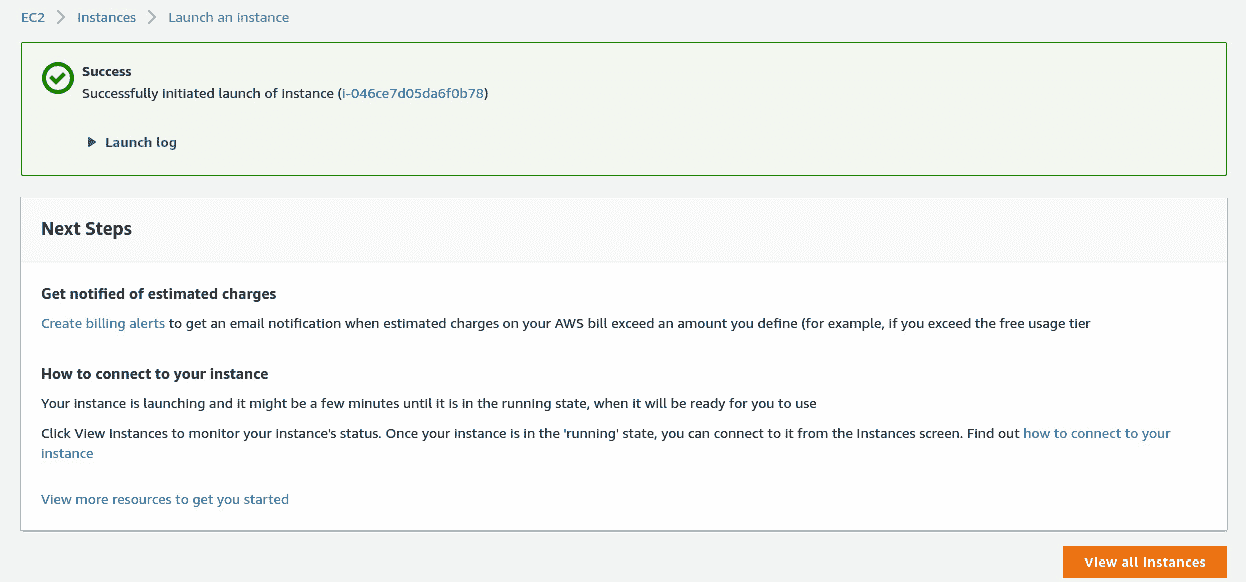 EC2 > Instances > Launch an instance
Success
Successfully initiated launch of instance (i-046ce7d05da6f0b78)
Launch log
Next Steps
Get notified of estimated charges
Create billing alerts to get an email notification when estimated charges on your AWS bill exceed an amount you define (for example, if you exceed the free usage tier
How to connect to your instance
Your instance is launching and it might be a few minutes until it is in the running state, when it will be ready for you to use
Click View Instances to monitor your instance's status. Once your instance is in the 'running' state, you can connect to it from the Instances screen. Find out how to connect to your
instance
View more resources to get you started
View all instances